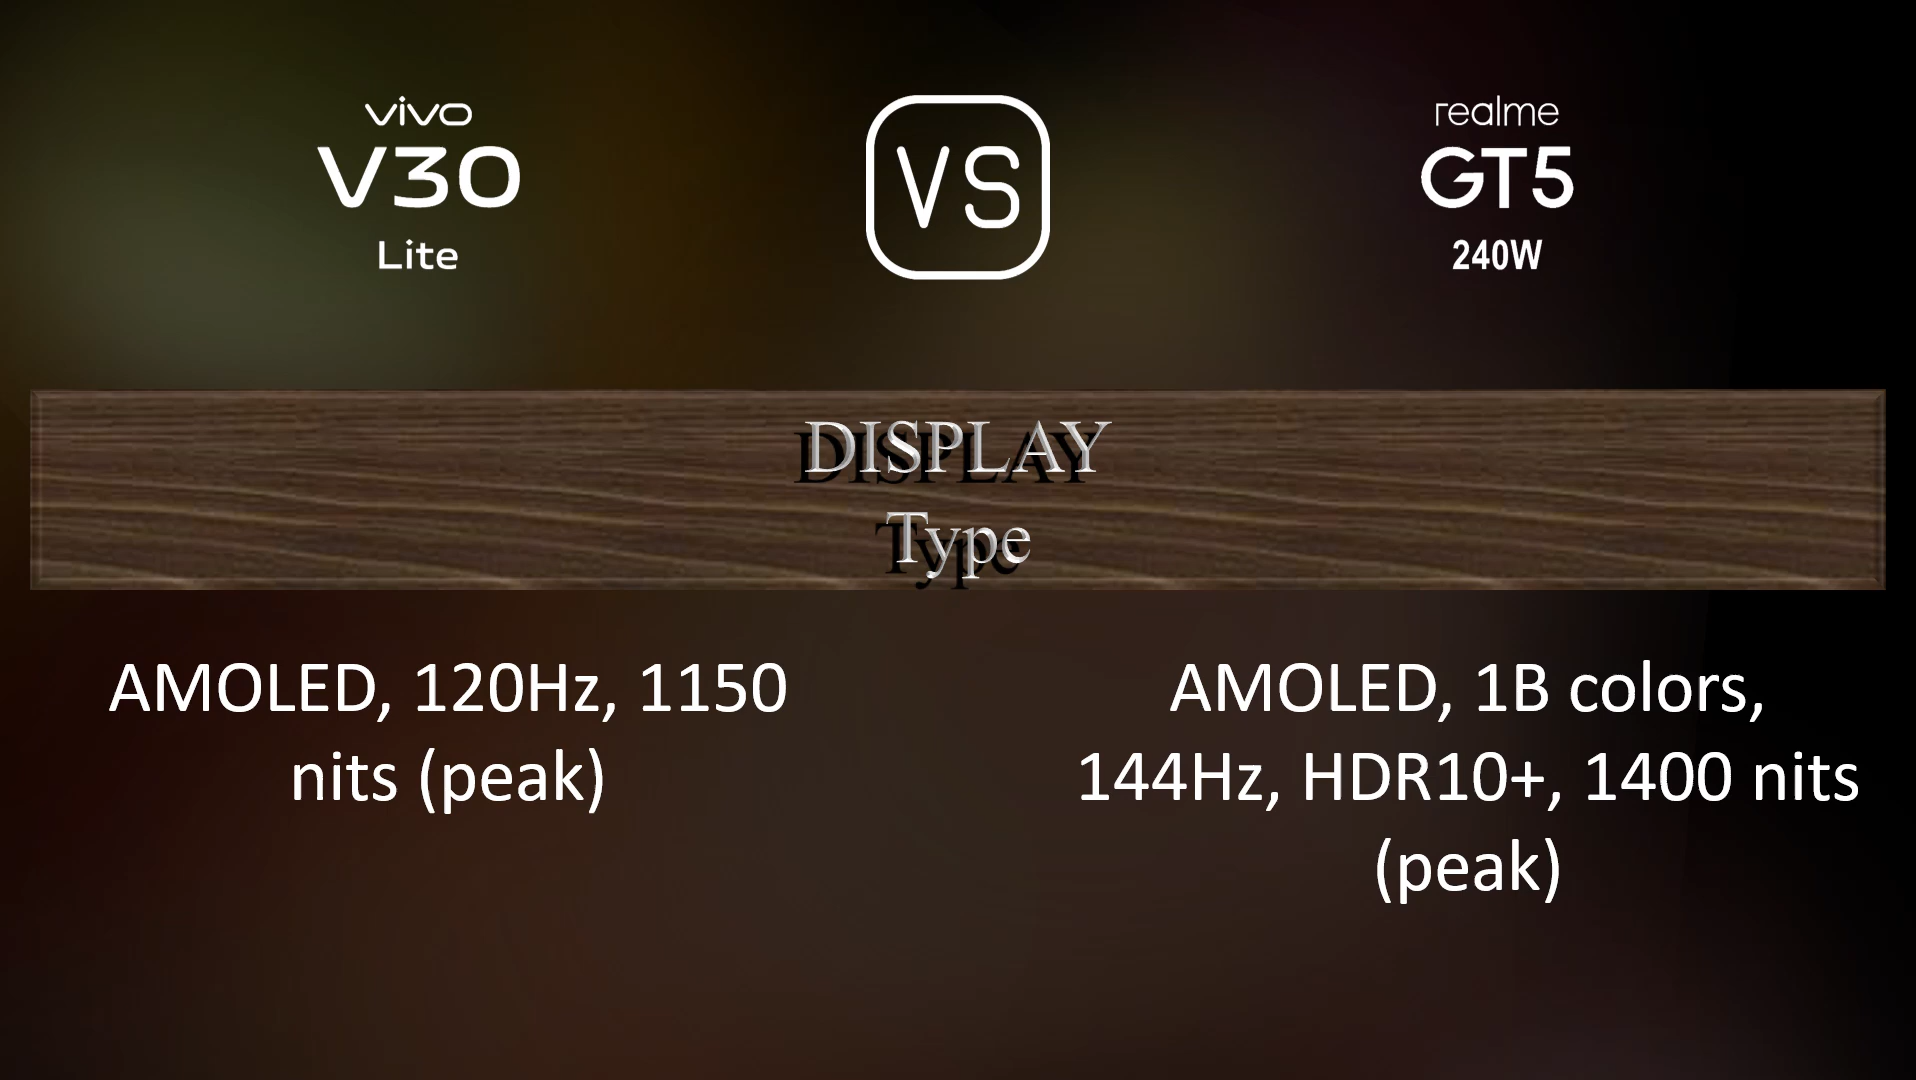 vivo
V30
Lite
VS
realme
GT5
240W
DISPLAY
Type
AMOLED, 120Hz, 1150
nits (peak)
AMOLED, 1B colors,
144Hz, HDR10+, 1400 nits
(peak)